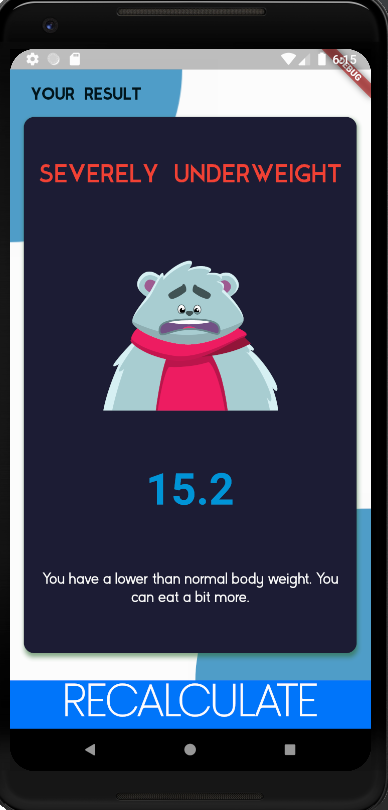 6:15
DEBUG
YOUR RESULT
SEVERELY UNDERWEIGHT
15.2
You have a lower than normal body weight. You
can eat a bit more.
RECALCULATE